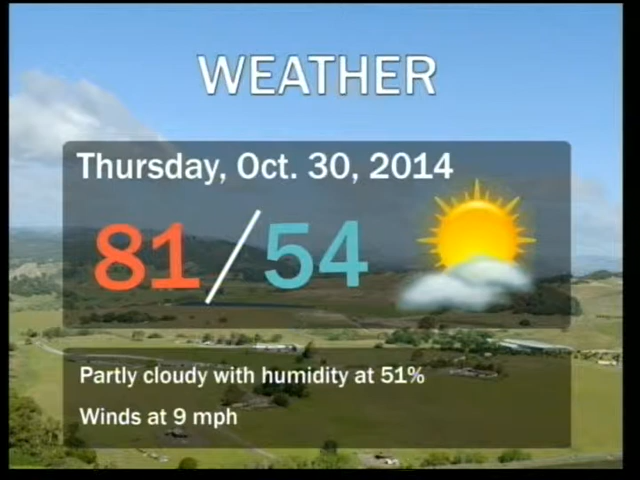 WEATHER
Thursday, Oct. 30, 2014
81/54
Partly cloudy with humidity at 51%
Winds at 9 mph